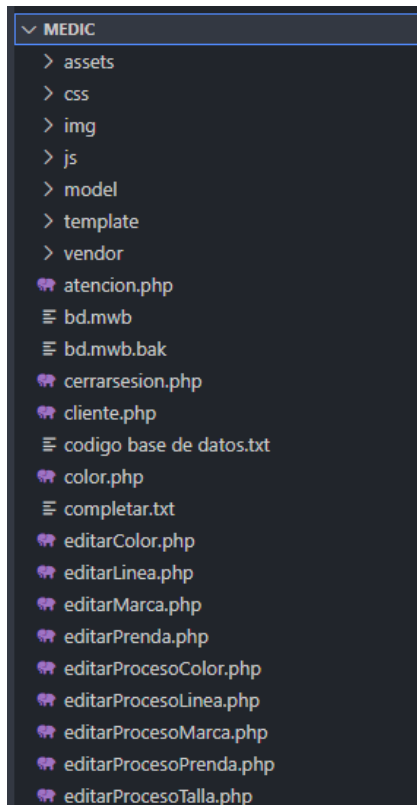 MEDIC
assets
css
img
js
model
template
vendor
atencion.php
bd.mwb
bd.mwb.bak
cerrarsesion.php
cliente.php
codigo base de datos.txt
color.php
completar.txt
editarColor.php
editarLinea.php
editarMarca.php
editarPrenda.php
editarProcesoColor.php
editarProcesoLinea.php
editarProcesoMarca.php
editarProcesoPrenda.php
editarProcesoTalla.php